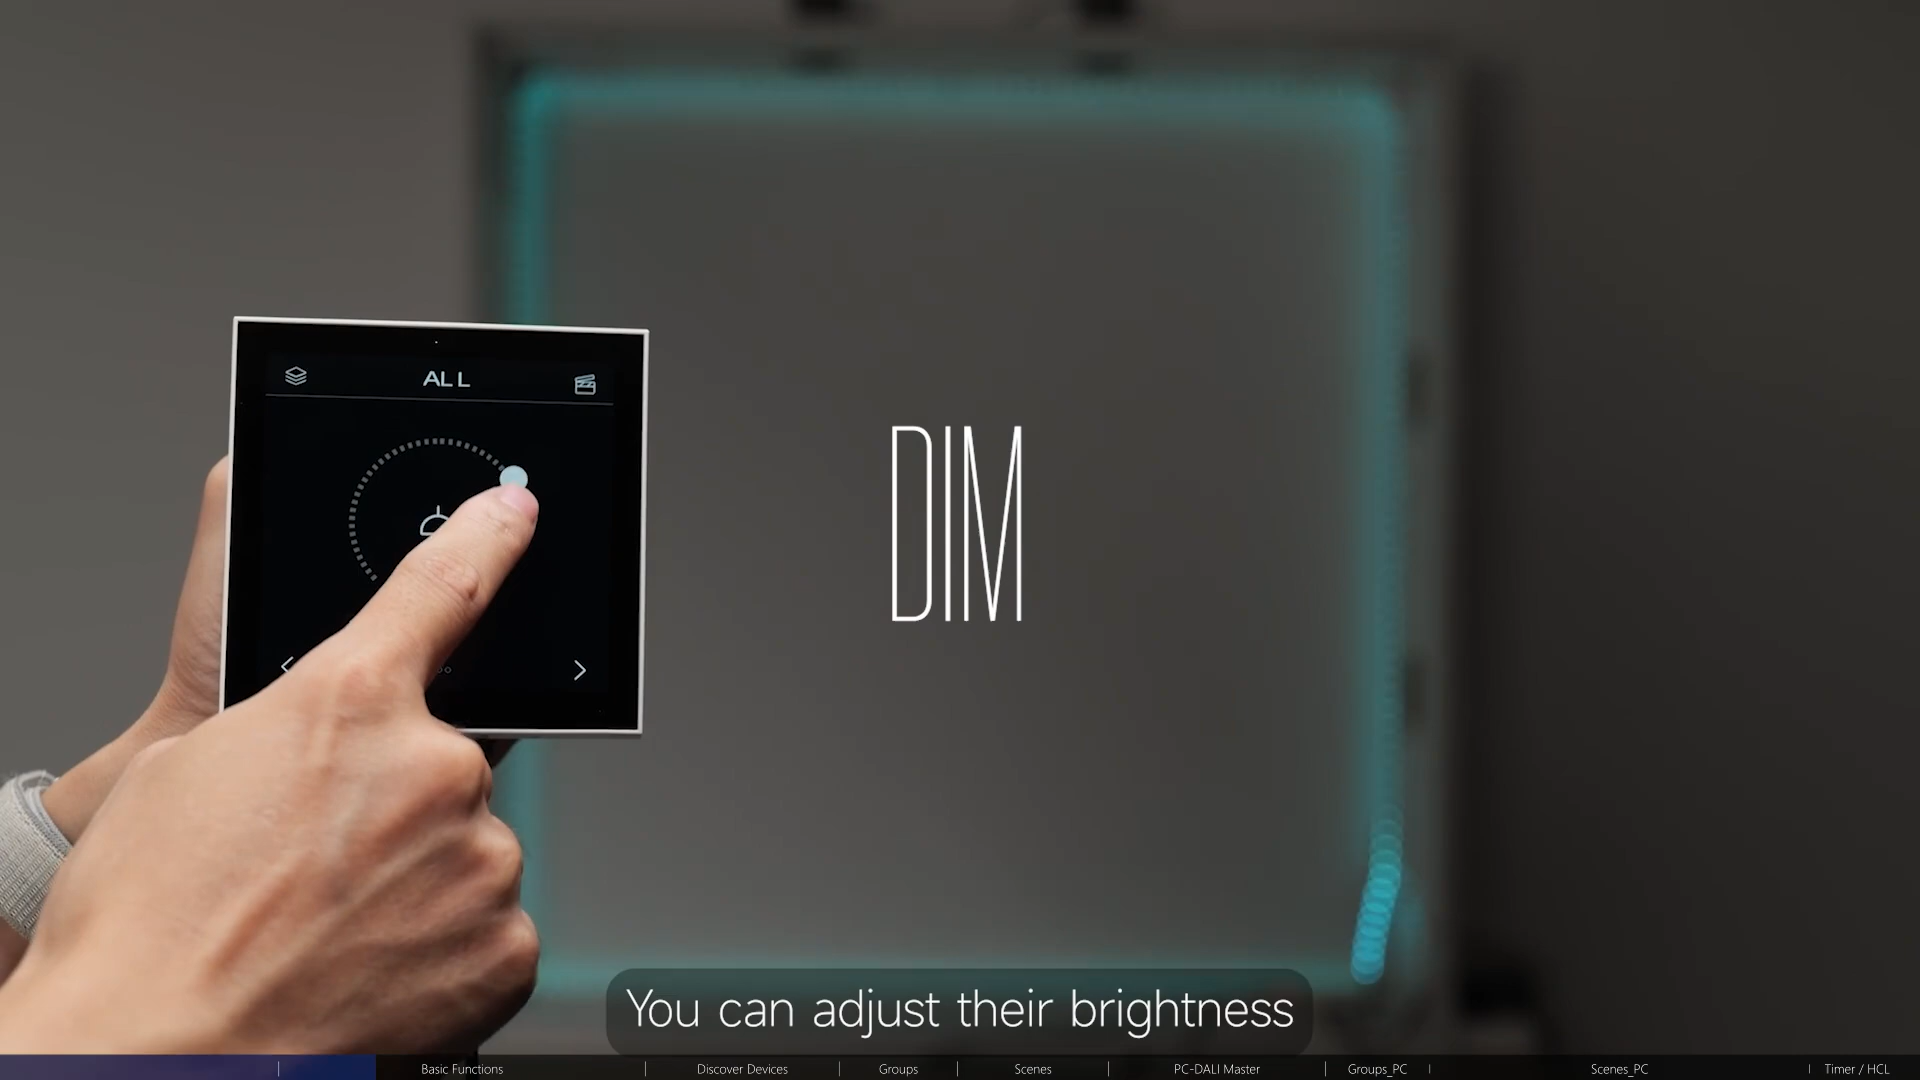 ALL
DIM
You can adjust their brightness
Basic Functions
Discover Devices
Groups
Scenes
PC-DALI Master
Groups_PC
Scenes_PC
Timer / HCL